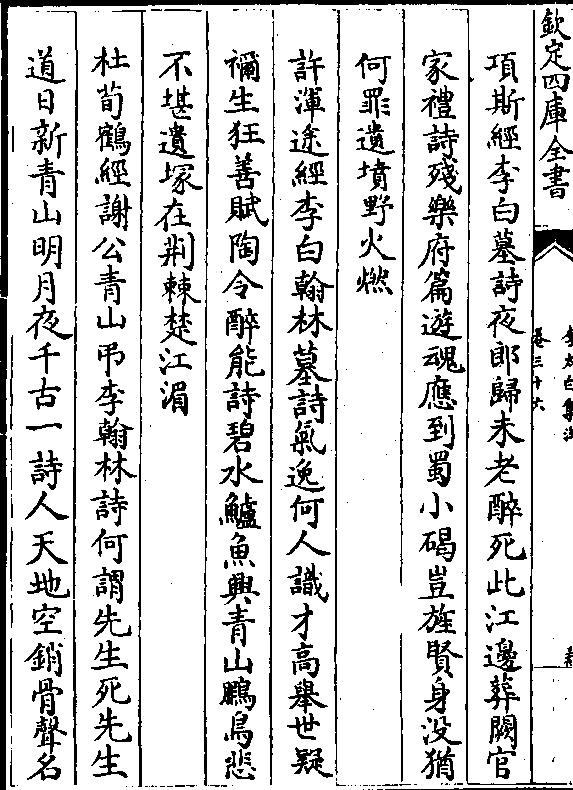 欽定四庫全書
卷三十六
項斯經李白墓詩夜郎歸未老醉死此江邊葬闕官
家禮詩殘樂府篇遊魂應到蜀小碣豈旌賢身没猶
何罪遺墳野火燃
許渾途經李白翰林墓詩氣逸何人識才高舉世疑
禰生狂善賦陶令醉能詩碧水鱸魚興青山鵩鳥悲
不堪遺塚在荆棘楚江湄
杜荀鶴經謝公青山弔李翰林詩何謂先生死先生
道日新青山明月夜千古一詩人天地空銷骨聲名